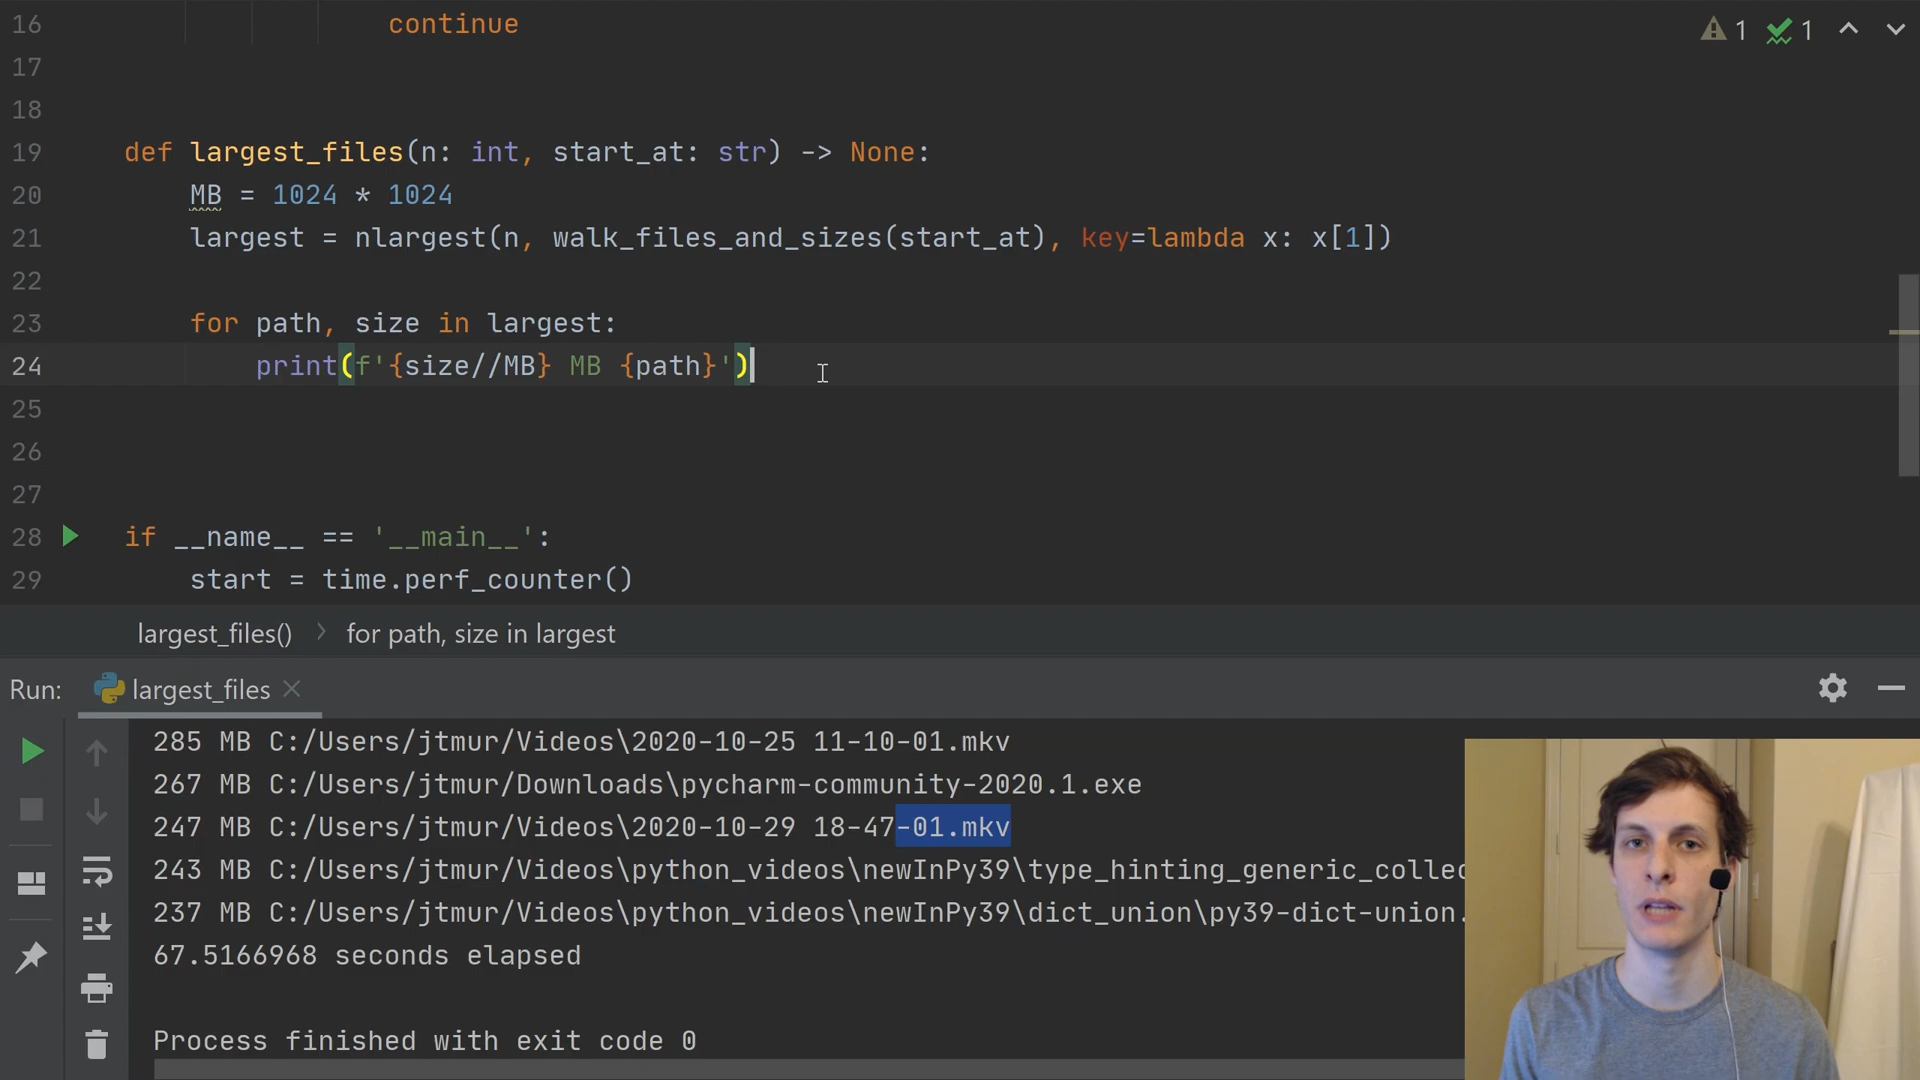 16 continue
17
18
19 def largest_files(n: int, start_at: str) -> None:
20 MB = 1024 * 1024
21 largest = nlargest(n, walk_files_and_sizes(start_at), key=lambda x: x[1])
22
23 for path, size in largest:
24 print(f'{size//MB} MB {path}')
25
26
27
28 if __name__ == '__main__':
29 start = time.perf_counter()
1 1
largest_files() for path, size in largest
Run: largest_files
285 MB C:/Users/jtmur/Videos\2020-10-25 11-10-01.mkv
267 MB C:/Users/jtmur/Downloads\pycharm-community-2020.1.exe
247 MB C:/Users/jtmur/Videos\2020-10-29 18-47-01.mkv
243 MB C:/Users/jtmur/Videos\python_videos\newInPy39\type_hinting_generic_collec
237 MB C:/Users/jtmur/Videos\python_videos\newInPy39\dict_union\py39-dict-union.
67.5166968 seconds elapsed
Process finished with exit code 0